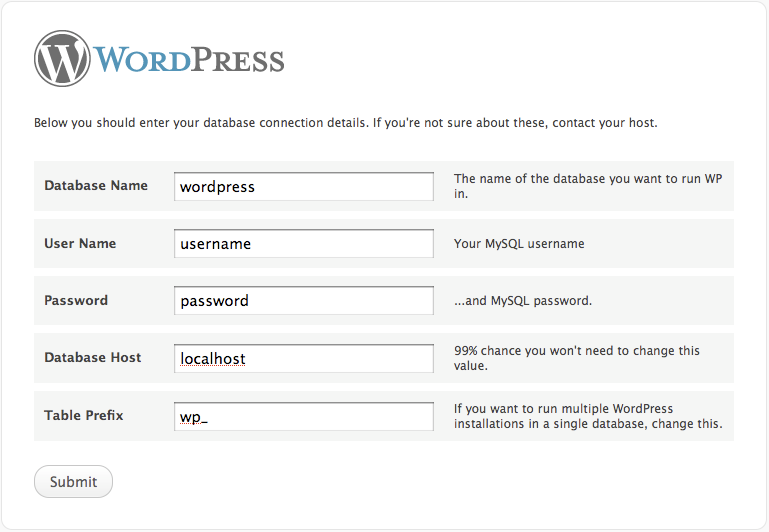 WORDPRESS
Below you should enter your database connection details. If you're not sure about these, contact your host.
Database Name
wordpress
The name of the database you want to run WP
in.
User Name
username
Your MySQL username
Password
password
...and MySQL password.
Database Host
localhost
99% chance you won't need to change this
value.
Table Prefix
wp_
If you want to run multiple WordPress
installations in a single database, change this.
Submit